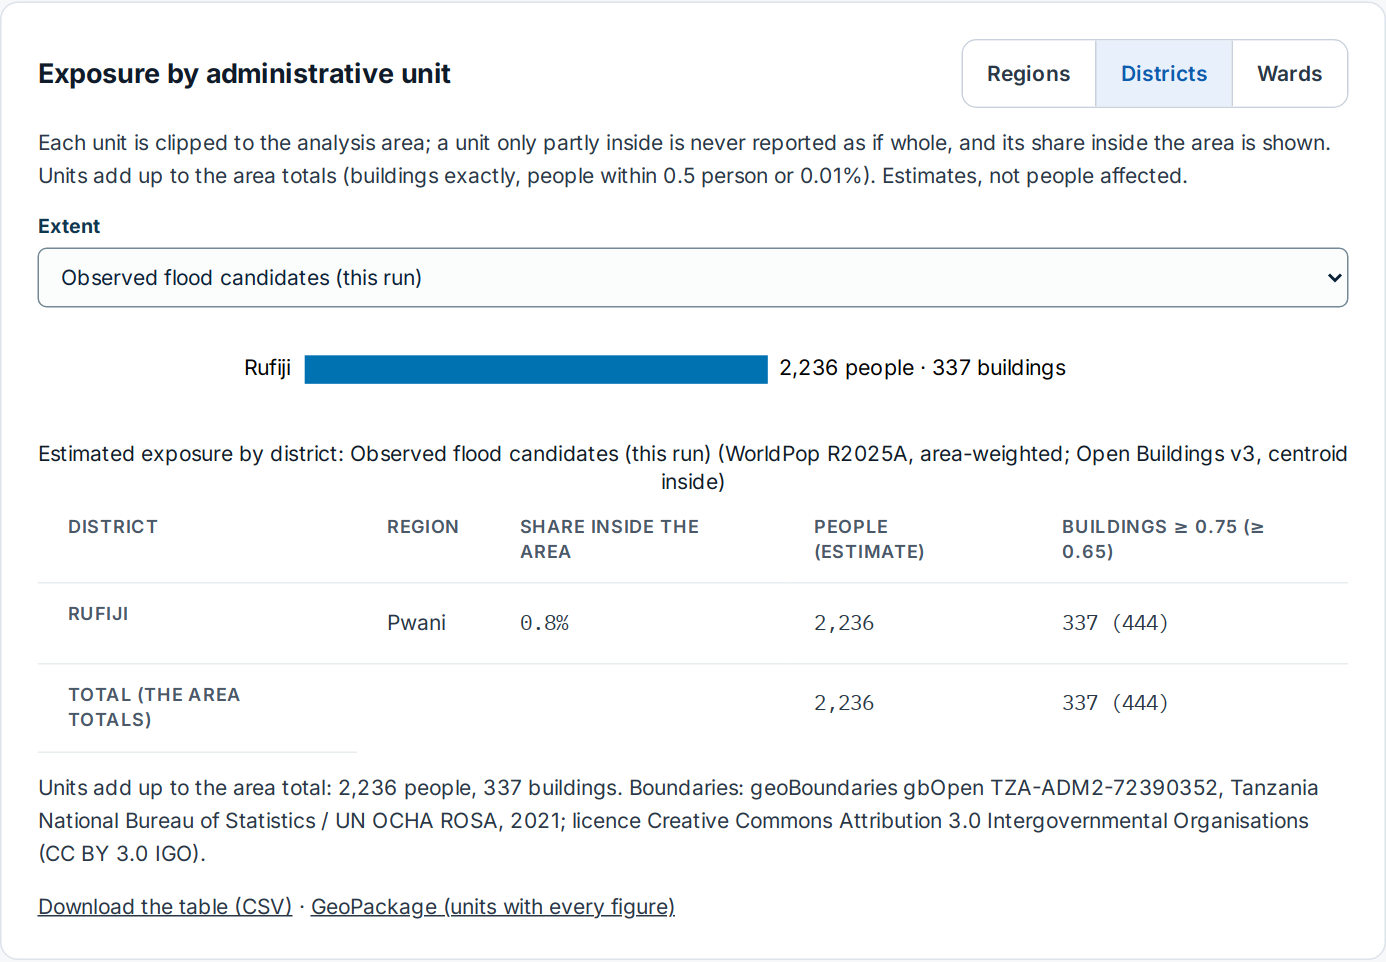 Exposure by administrative unit
Regions
Districts
Wards
Each unit is clipped to the analysis area; a unit only partly inside is never reported as if whole, and its share inside the area is shown.
Units add up to the area totals (buildings exactly, people within 0.5 person or 0.01%). Estimates, not people affected.
Extent
Observed flood candidates (this run)
Rufiji 2,236 people · 337 buildings
Estimated exposure by district: Observed flood candidates (this run) (WorldPop R2025A, area-weighted; Open Buildings v3, centroid
inside)
DISTRICT REGION SHARE INSIDE THE AREA PEOPLE (ESTIMATE) BUILDINGS ≥ 0.75 (≥ 0.65)
RUFIJI Pwani 0.8% 2,236 337 (444)
TOTAL (THE AREA TOTALS) 2,236 337 (444)
Units add up to the area total: 2,236 people, 337 buildings. Boundaries: geoBoundaries gbOpen TZA-ADM2-72390352, Tanzania
National Bureau of Statistics / UN OCHA ROSA, 2021; licence Creative Commons Attribution 3.0 Intergovernmental Organisations
(CC BY 3.0 IGO).
Download the table (CSV) · GeoPackage (units with every figure)